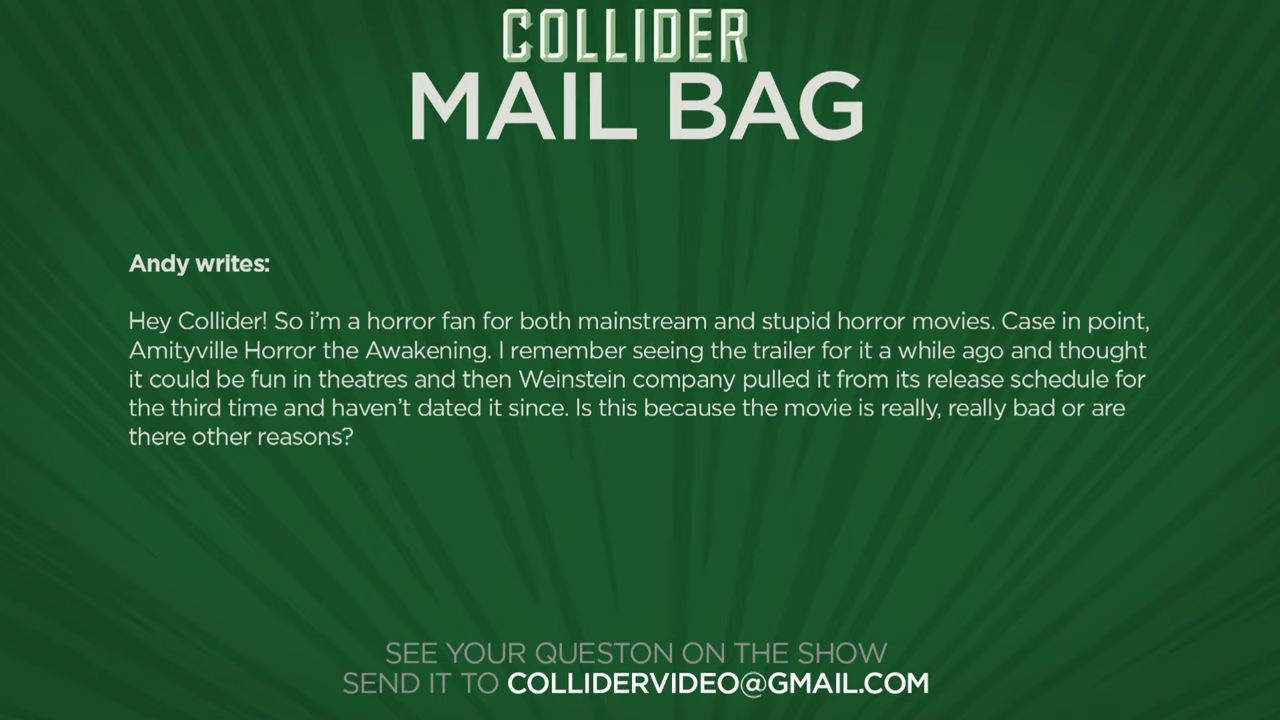 COLLIDER
MAIL BAG
Andy writes:
Hey Collider! So i'm a horror fan for both mainstream and stupid horror movies. Case in point,
Amityville Horror the Awakening. I remember seeing the trailer for it a while ago and thought
it could be fun in theatres and then Weinstein company pulled it from its release schedule for
the third time and haven't dated it since. Is this because the movie is really, really bad or are
there other reasons?
SEE YOUR QUESTON ON THE SHOW
SEND IT TO COLLIDERVIDEO@GMAIL.COM